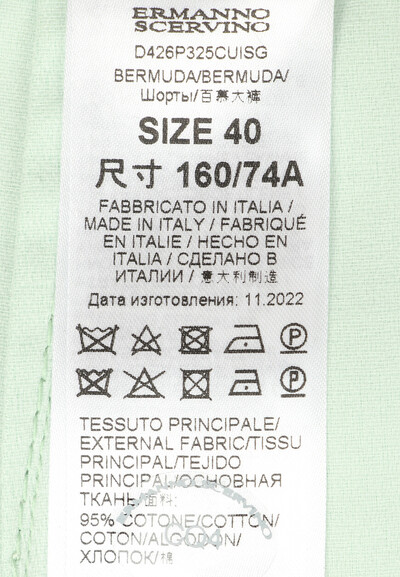 ERMANNO
SCERVINO
D426P325CUISG
BERMUDA/BERMUDA/
Шорты/百慕大裤
SIZE 40
尺寸 160/74A
FABBRICATO IN ITALIA /
MADE IN ITALY / FABRIQUÉ
EN ITALIE / HECHO EN
ITALIA / СДЕЛАНО В
ИТАЛИИ / 意大利制造
Дата изготовления: 11.2022
P
P
TESSUTO PRINCIPALE/
EXTERNAL FABRIC/TISSU
PRINCIPAL/TEJIDO
PRINCIPAL/ОСНОВНАЯ
ТКАНЬ/面料:
95% COTONE/COTTON/
COTON/ALGODON/
ХЛОПОК/棉